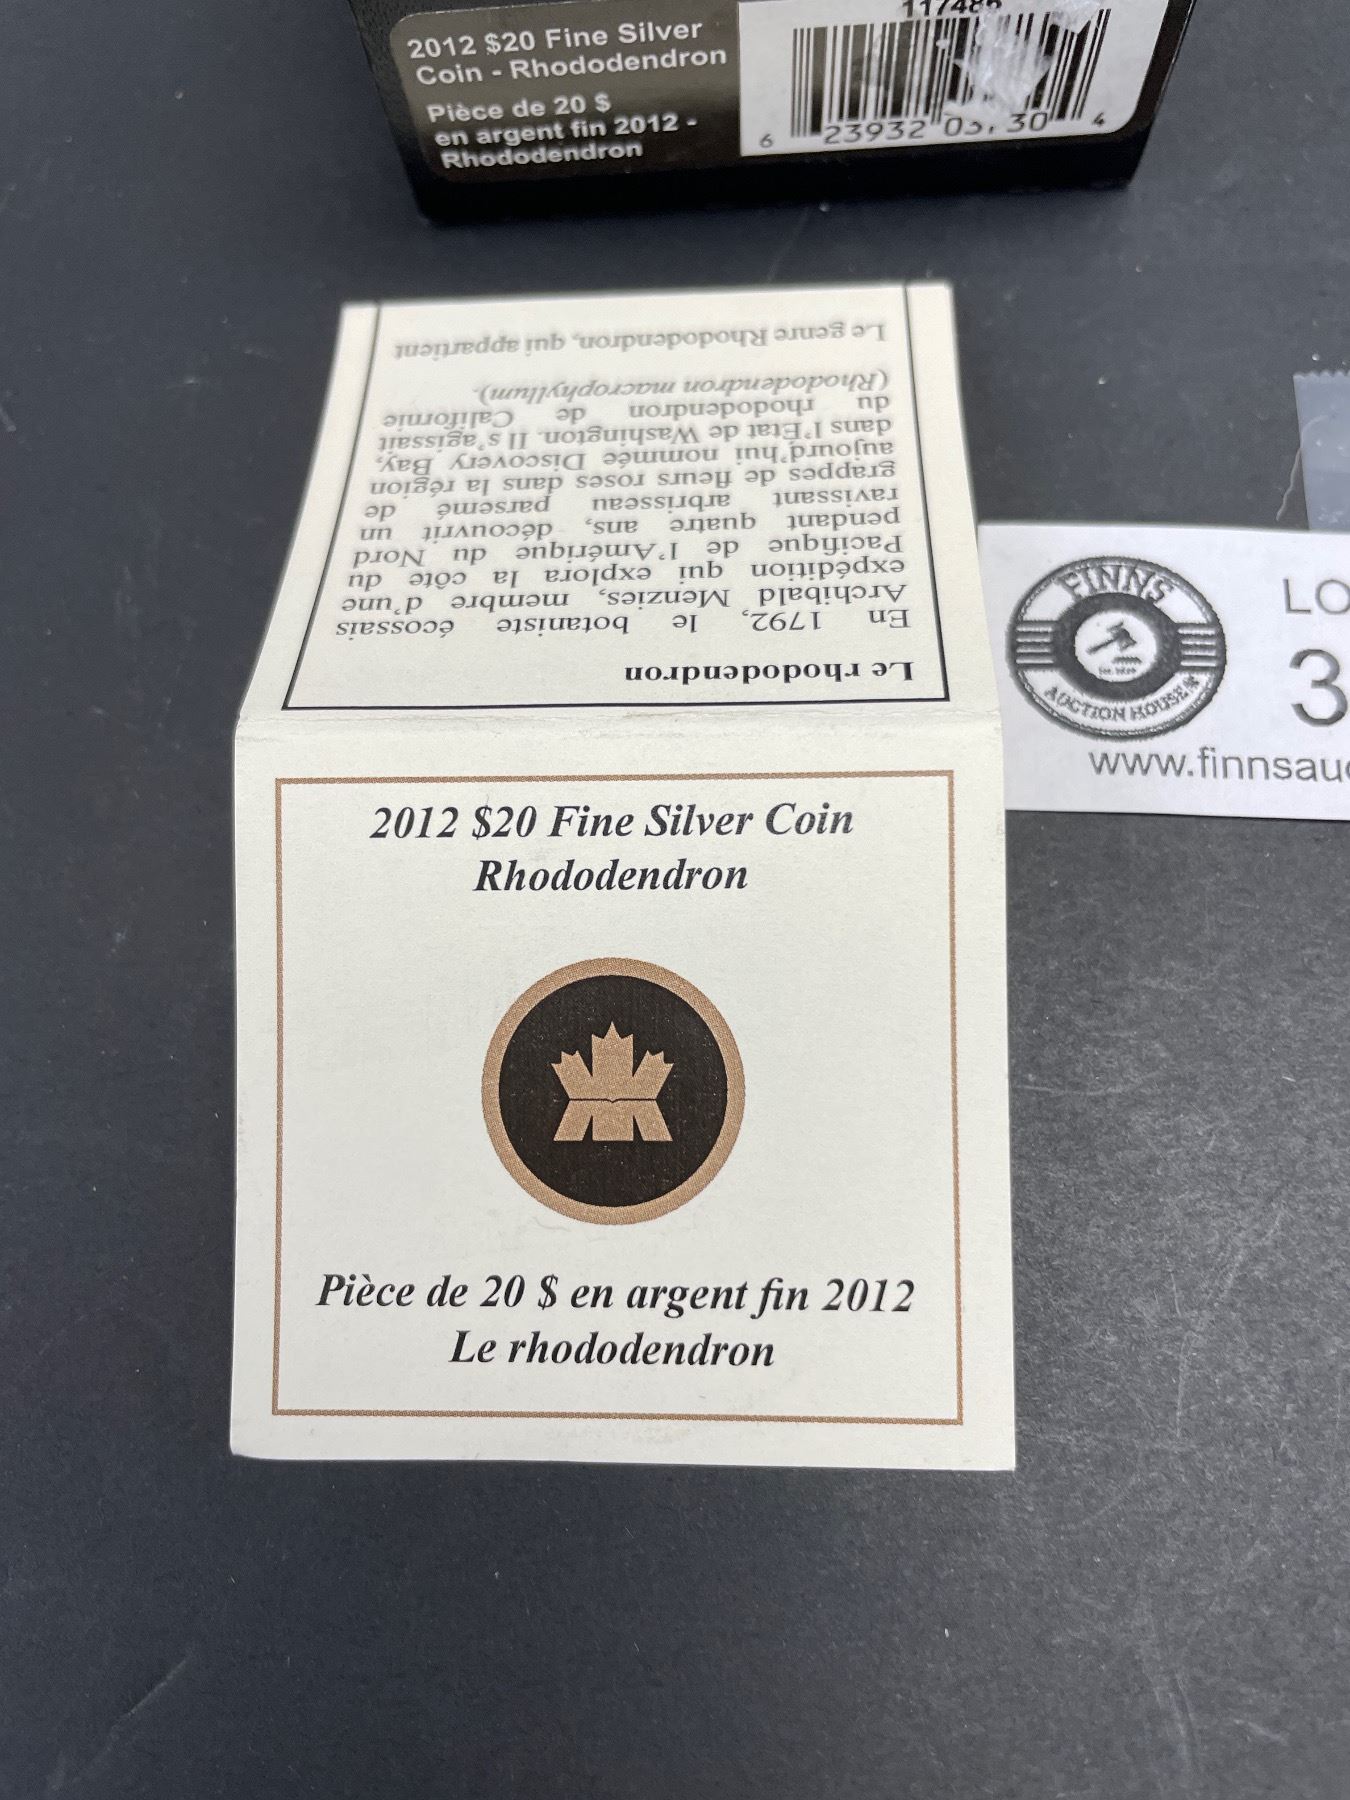 117486
2012 $20 Fine Silver
Coin - Rhododendron
Pièce de 20 $
en argent fin 2012 -
Rhododendron
6 23932 30 4
Le rhododendron
En 1792, le botaniste écossais
Archibald Menzies, membre d'une
expédition qui explora la côte du
Pacifique de l'Amérique du Nord
pendant quatre ans, découvrit un
ravissant arbrisseau parsemé de
grappes de fleurs roses dans la région
aujourd'hui nommée Discovery Bay,
dans l'État de Washington. Il s'agissait
du rhododendron de Californie
(Rhododendron macrophyllum).
Le genre Rhododendron, qui appartient
FINNS
AUCTION HOUSE
LO
3
www.finnsauc
2012 $20 Fine Silver Coin
Rhododendron
Pièce de 20 $ en argent fin 2012
Le rhododendron